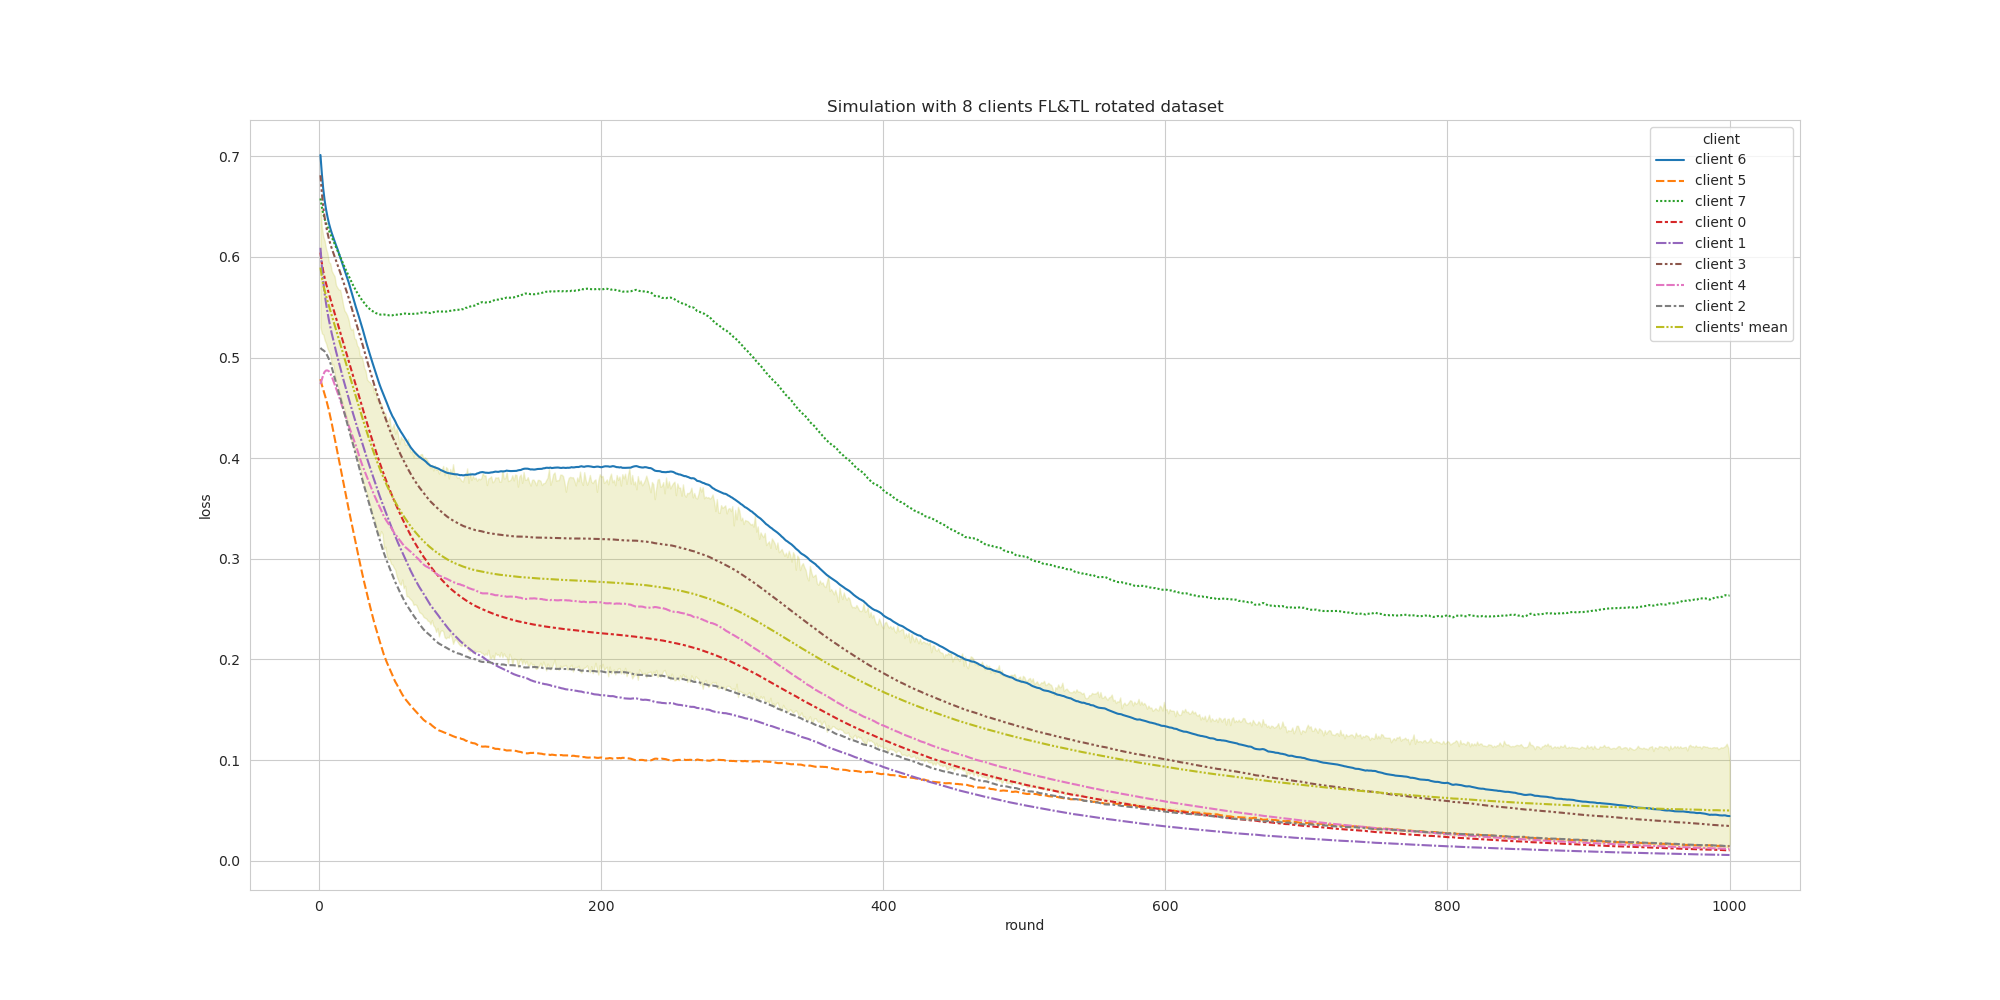 Simulation with 8 clients FL&TL rotated dataset
client
client 6
client 5
client 7
client 0
client 1
client 3
client 4
client 2
clients' mean
loss
0.7
0.6
0.5
0.4
0.3
0.2
0.1
0.0
0 200 400 600 800 1000
round